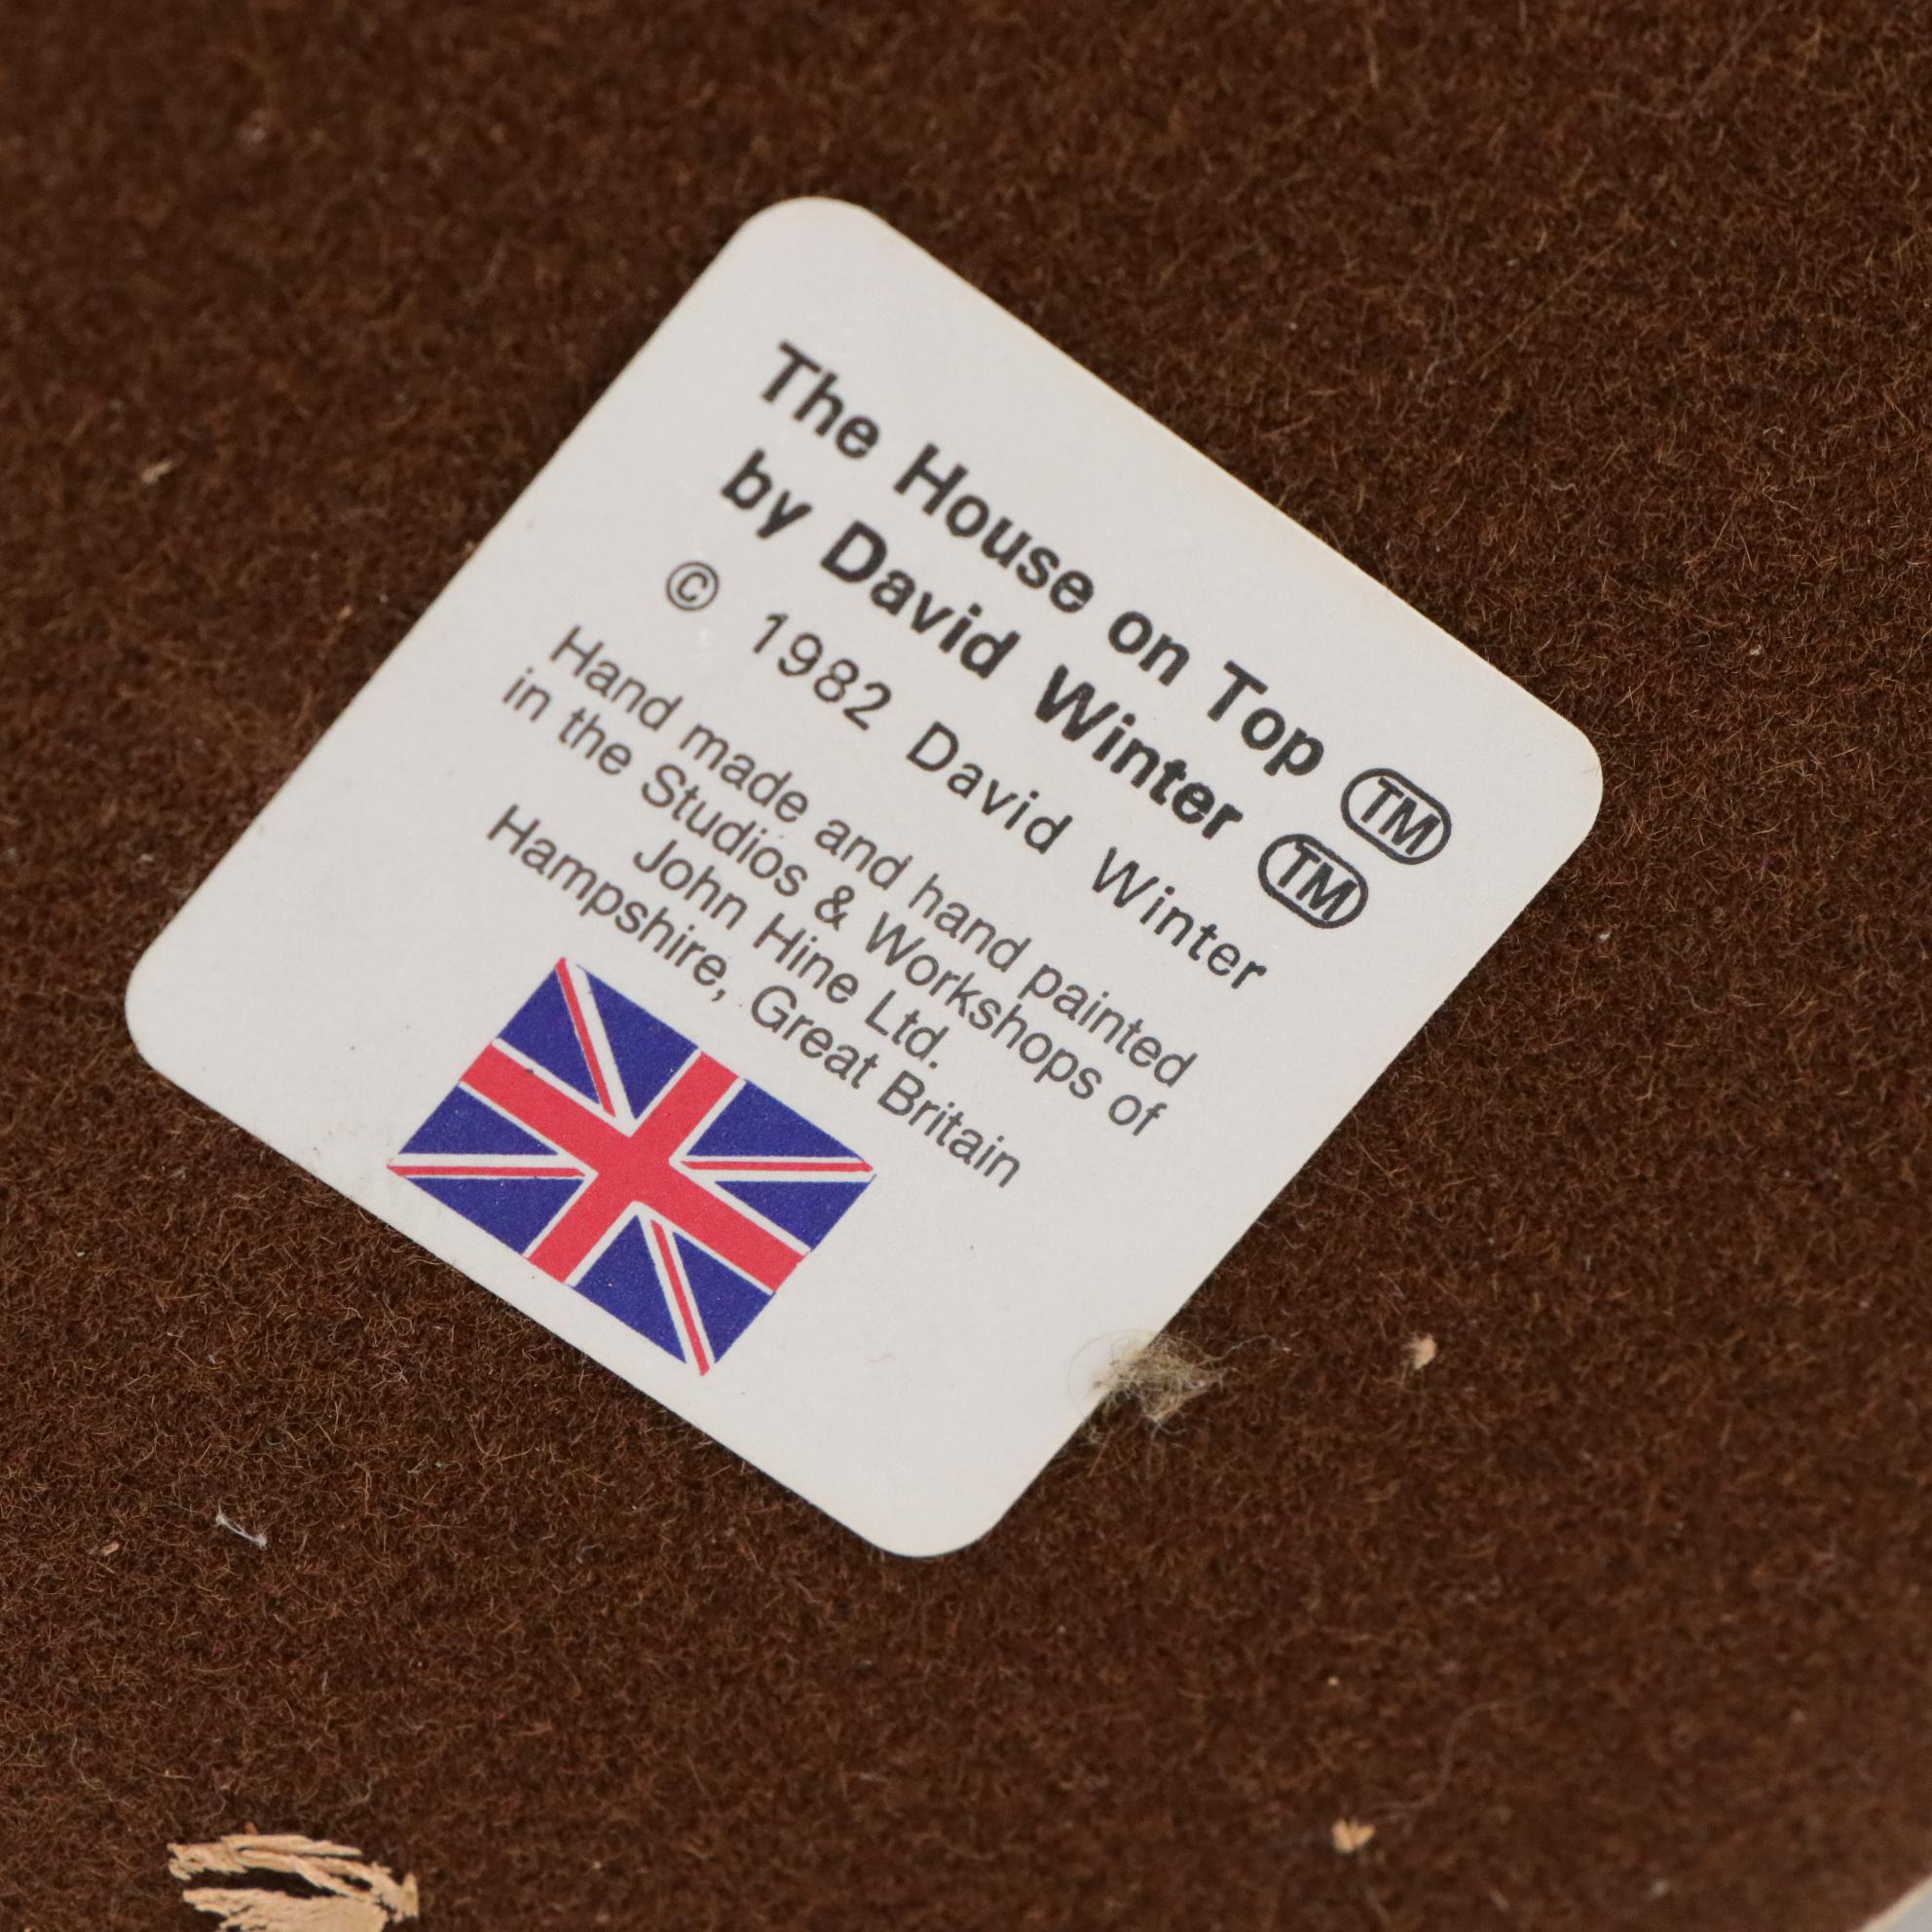 The House on Top TM
by David Winter TM
© 1982 David Winter
Hand made and hand painted
in the Studios & Workshops of
John Hine Ltd.
Hampshire, Great Britain